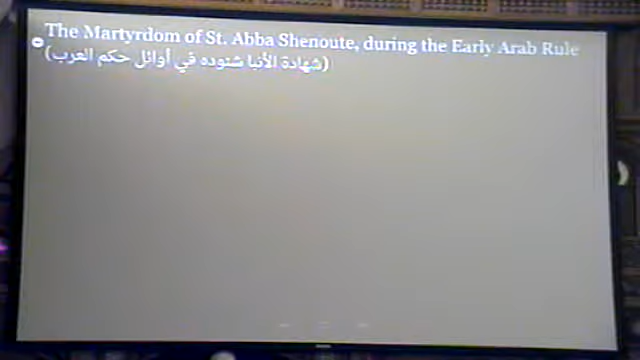 The Martyrdom of St. Abba Shenoute, during the Early Arab Rule
(شهادة الأنبا شنوده في أوائل حكم العرب)